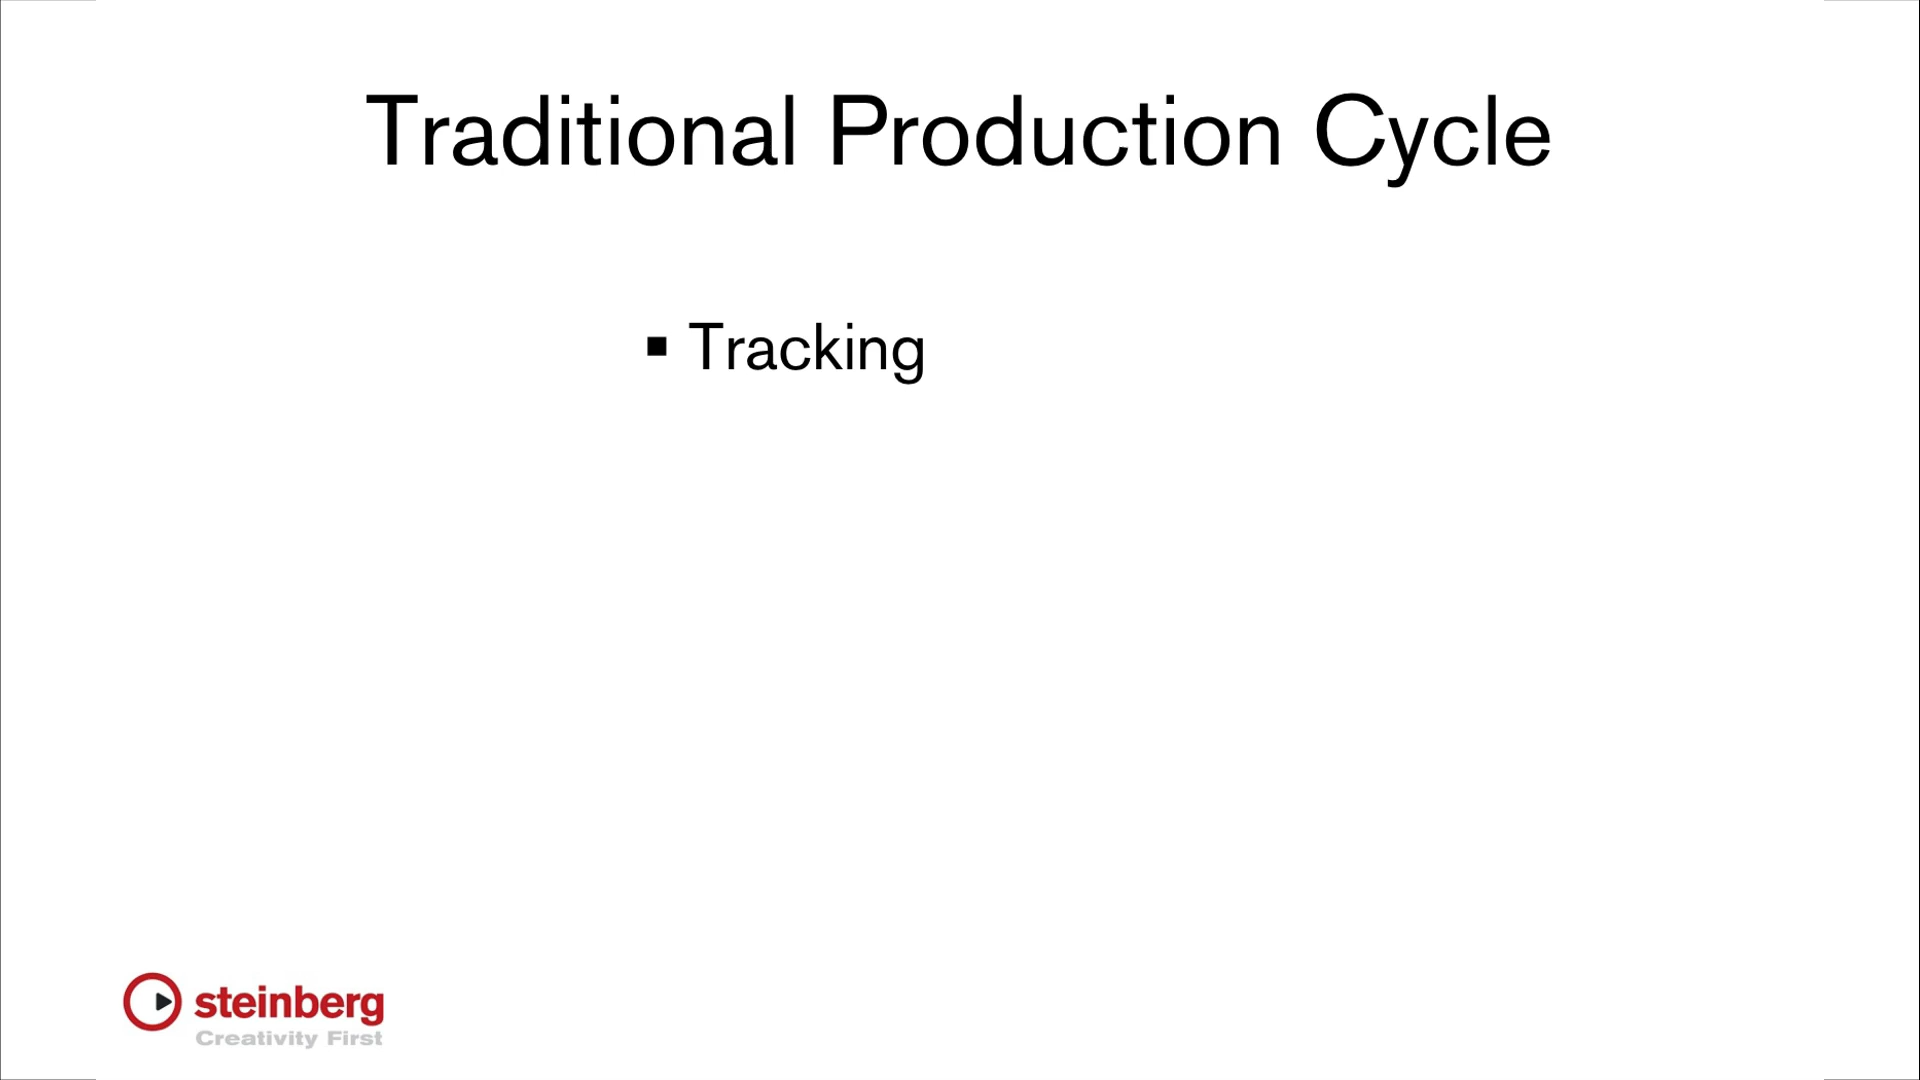 Traditional Production Cycle
▪ Tracking
steinberg
Creativity First